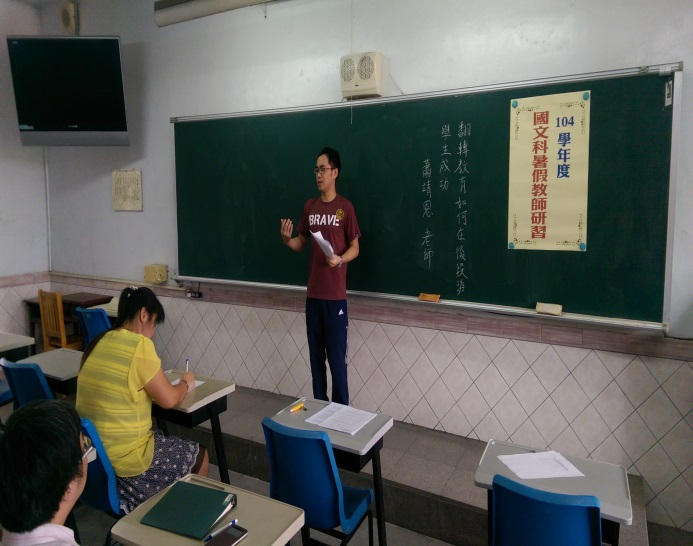 104 學年度
國文科暑假教師研習
翻轉教育如何在後段班
學生成功
蕭靖恩 老師
BRAVE